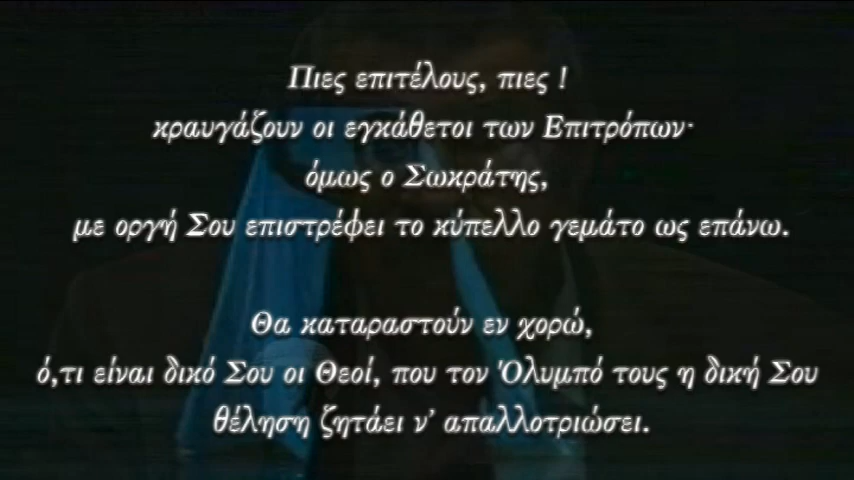 Πιες επιτέλους, πιες !
κραυγάζουν οι εγκάθετοι των Επιτρόπων·
όμως ο Σωκράτης,
με οργή Σου επιστρέφει το κύπελλο γεμάτο ως επάνω.
Θα καταραστούν εν χορώ,
ό,τι είναι δικό Σου οι Θεοί, που τον Όλυμπό τους η δική Σου
θέληση ζητάει ν' απαλλοτριώσει.